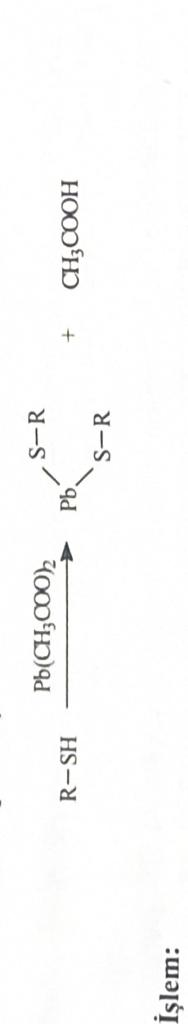 Pb(CH₃COO)₂
R—SH → Pb S—R S—R + CH₃COOH
İşlem: